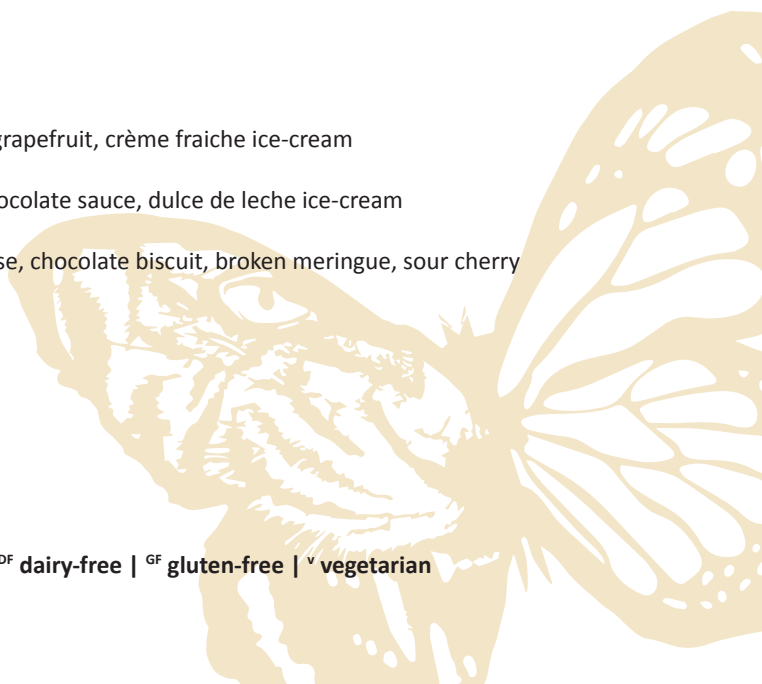 grapefruit, crème fraiche ice-cream
ocolate sauce, dulce de leche ice-cream
se, chocolate biscuit, broken meringue, sour cherry
DF dairy-free | GF gluten-free | v vegetarian